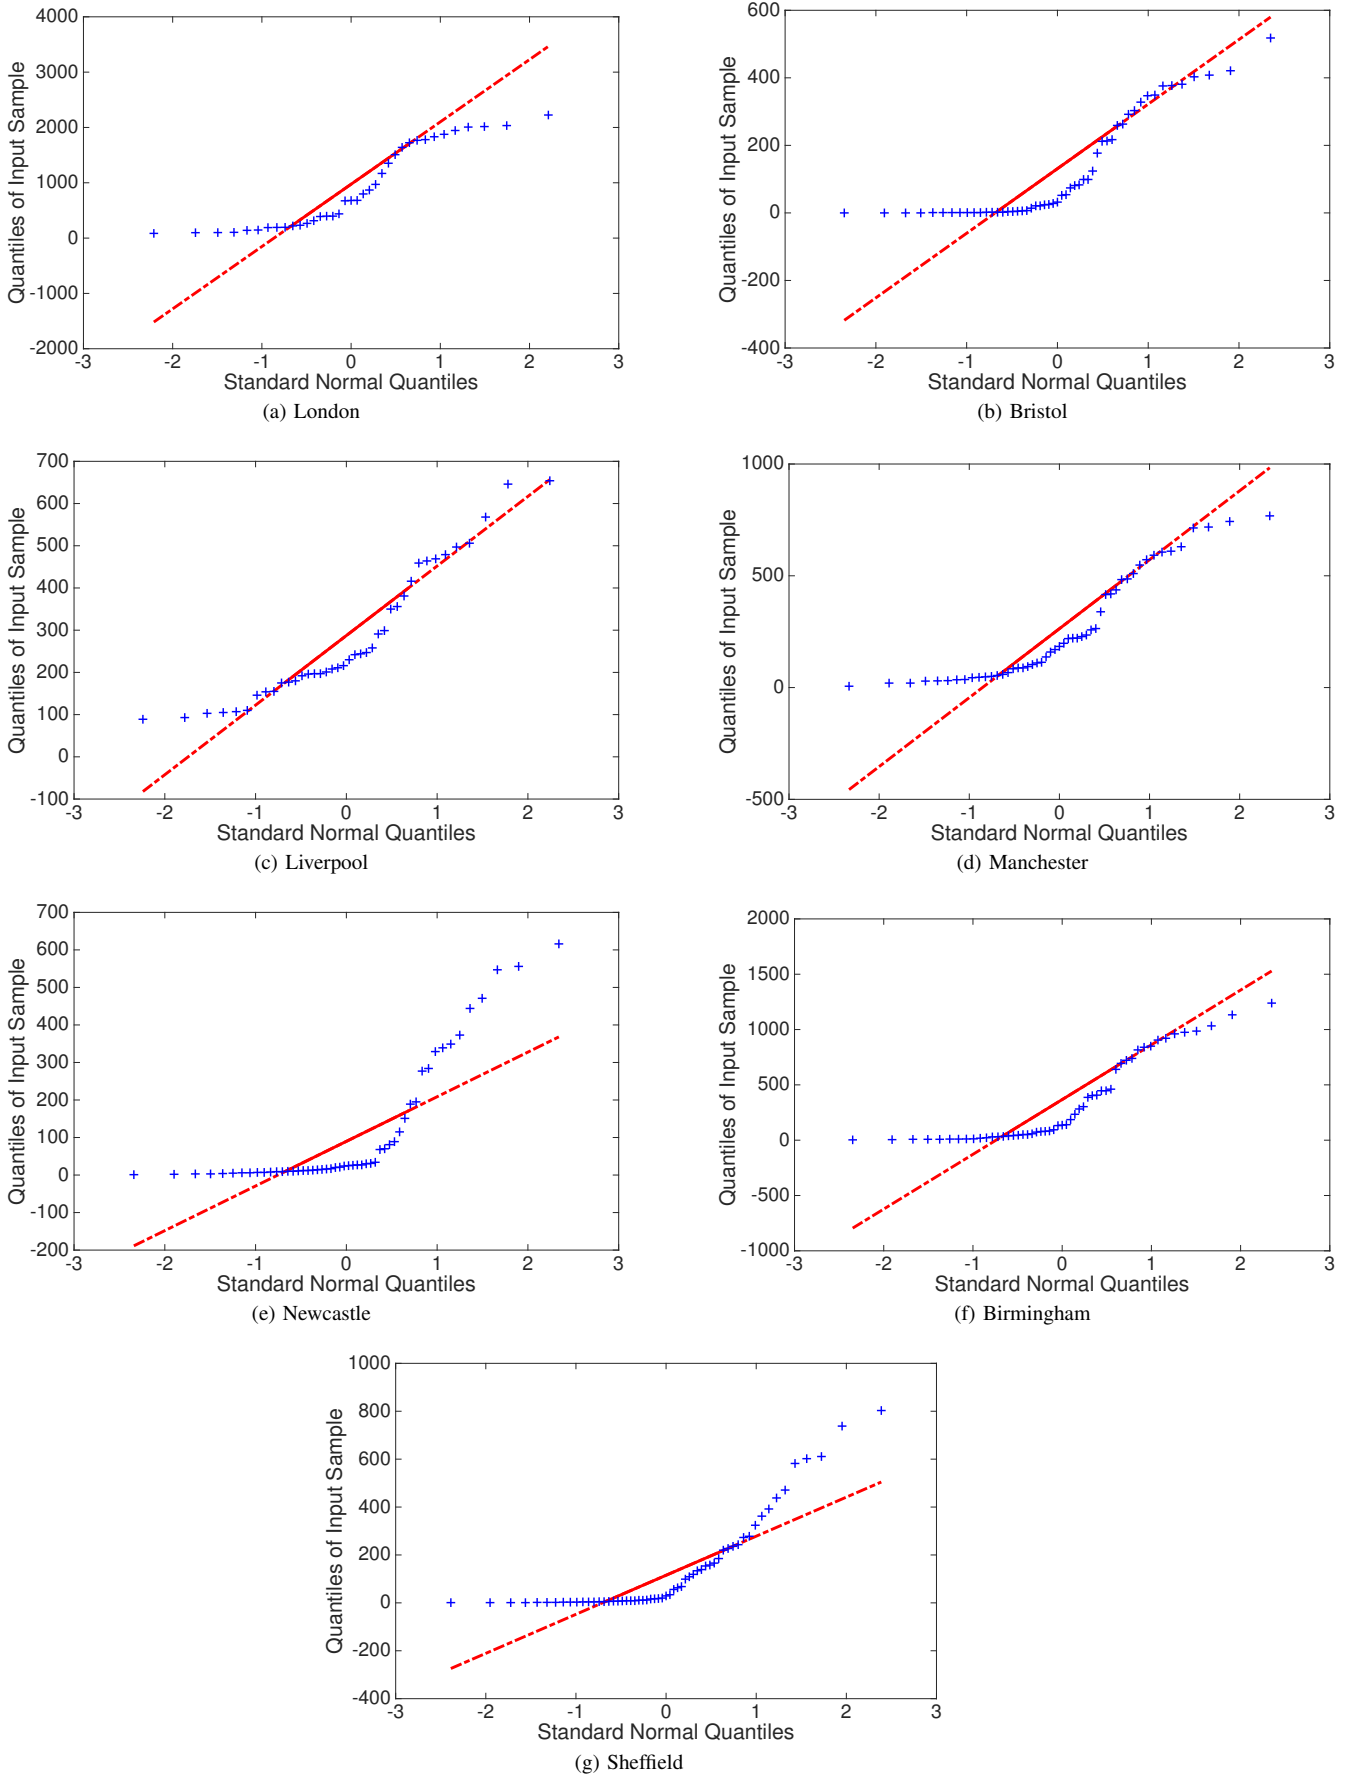 4000
3000
2000
1000
0
-1000
-2000
-3 -2 -1 0 1 2 3
Quantiles of Input Sample
Standard Normal Quantiles
(a) London
600
400
200
0
-200
-400
-3 -2 -1 0 1 2 3
Quantiles of Input Sample
Standard Normal Quantiles
(b) Bristol
700
600
500
400
300
200
100
0
-100
-3 -2 -1 0 1 2 3
Quantiles of Input Sample
Standard Normal Quantiles
(c) Liverpool
1000
500
0
-500
-3 -2 -1 0 1 2 3
Quantiles of Input Sample
Standard Normal Quantiles
(d) Manchester
700
600
500
400
300
200
100
0
-100
-200
-3 -2 -1 0 1 2 3
Quantiles of Input Sample
Standard Normal Quantiles
(e) Newcastle
2000
1500
1000
500
0
-500
-1000
-3 -2 -1 0 1 2 3
Quantiles of Input Sample
Standard Normal Quantiles
(f) Birmingham
1000
800
600
400
200
0
-200
-400
-3 -2 -1 0 1 2 3
Quantiles of Input Sample
Standard Normal Quantiles
(g) Sheffield